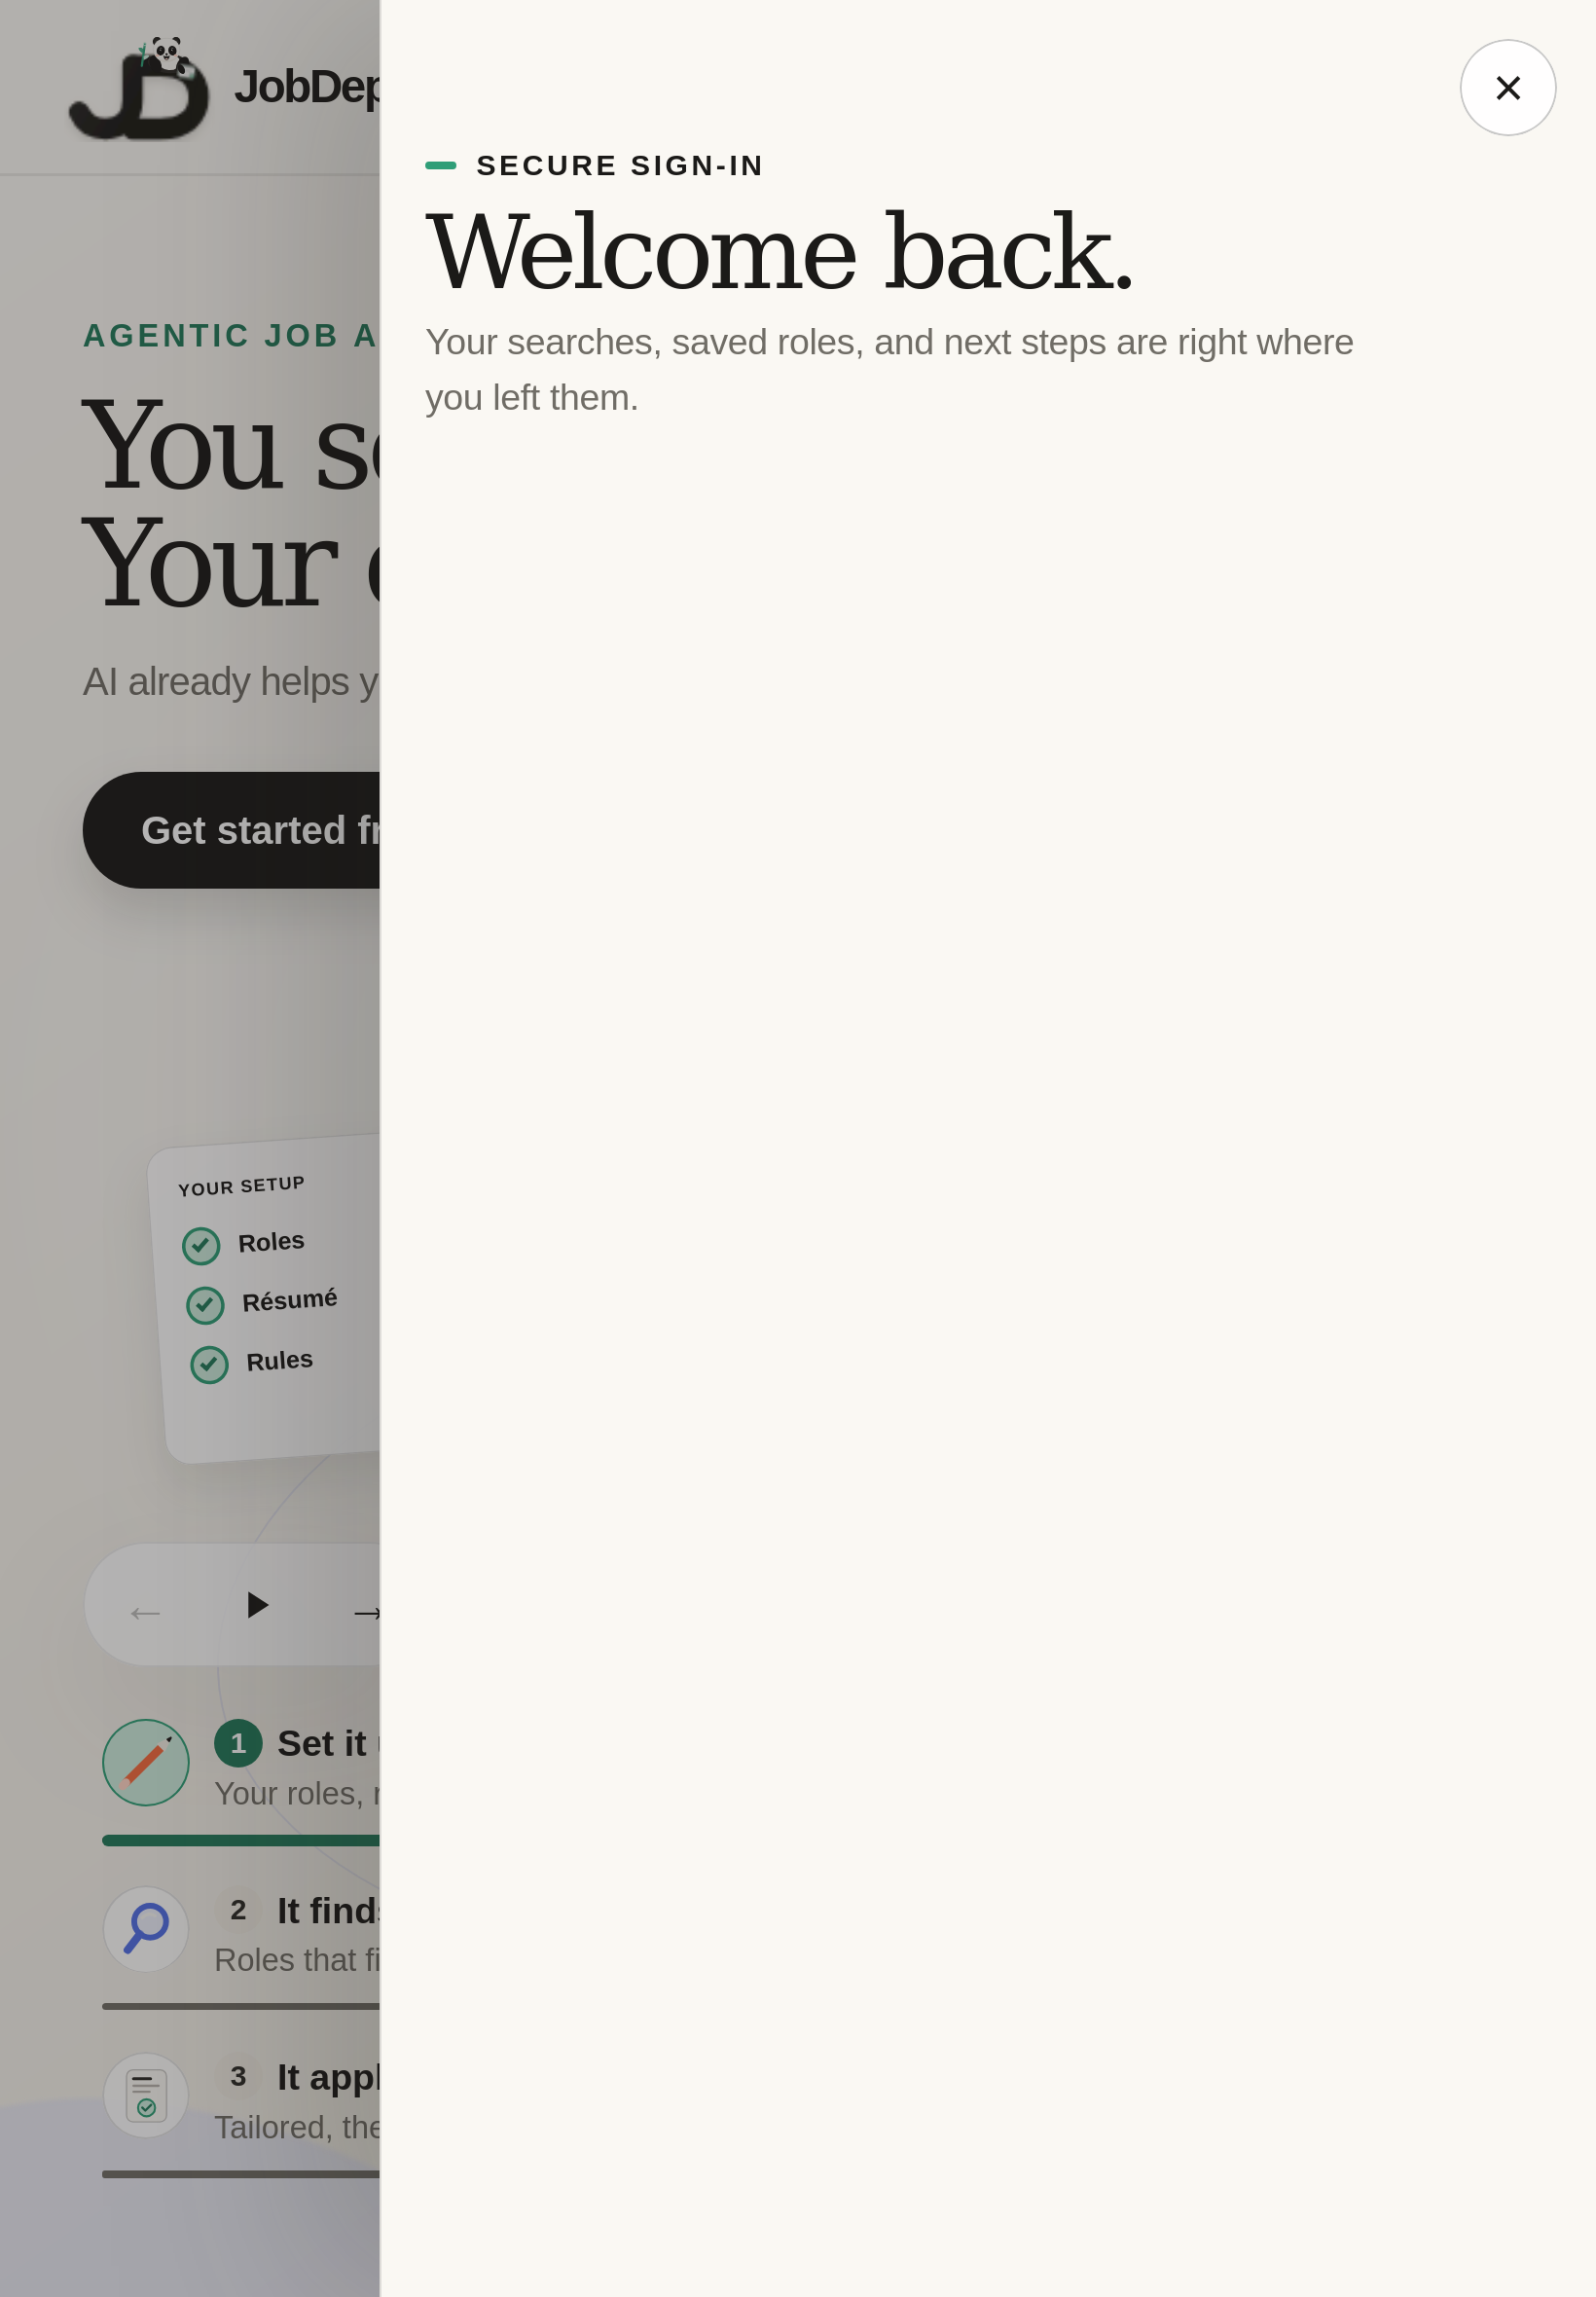 JobDep
SECURE SIGN-IN
Welcome back.
Your searches, saved roles, and next steps are right where
you left them.
AGENTIC JOB A
You s
Your
AI already helps y
Get started fr
YOUR SETUP
Roles
Résumé
Rules
1 Set it
Your roles,
2 It finds
Roles that fi
3 It appl
Tailored, the